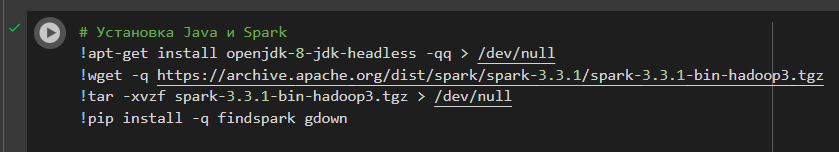 # Установка Java и Spark
!apt-get install openjdk-8-jdk-headless -qq > /dev/null
!wget -q https://archive.apache.org/dist/spark/spark-3.3.1/spark-3.3.1-bin-hadoop3.tgz
!tar -xvzf spark-3.3.1-bin-hadoop3.tgz > /dev/null
!pip install -q findspark gdown